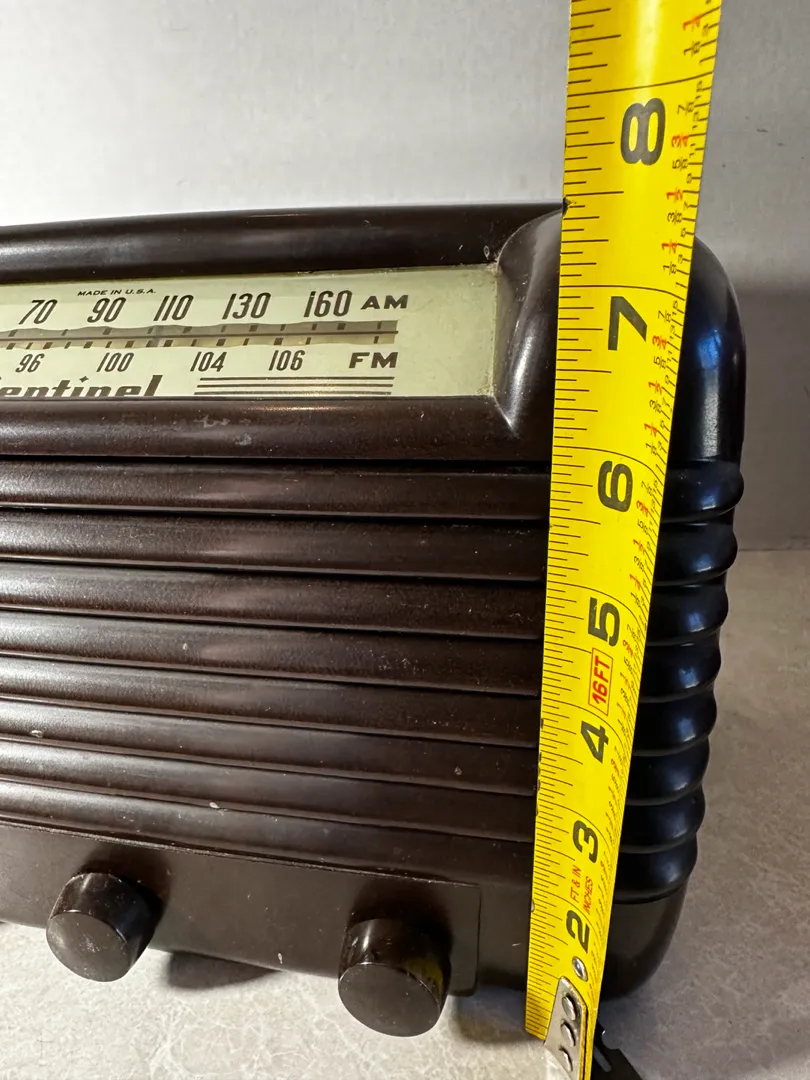 MADE IN U.S.A.
70 90 110 130 160 AM
96 100 104 106 FM
Sentinel
8
7
6
5
16FT
4
3
FT & IN
INCHES
2